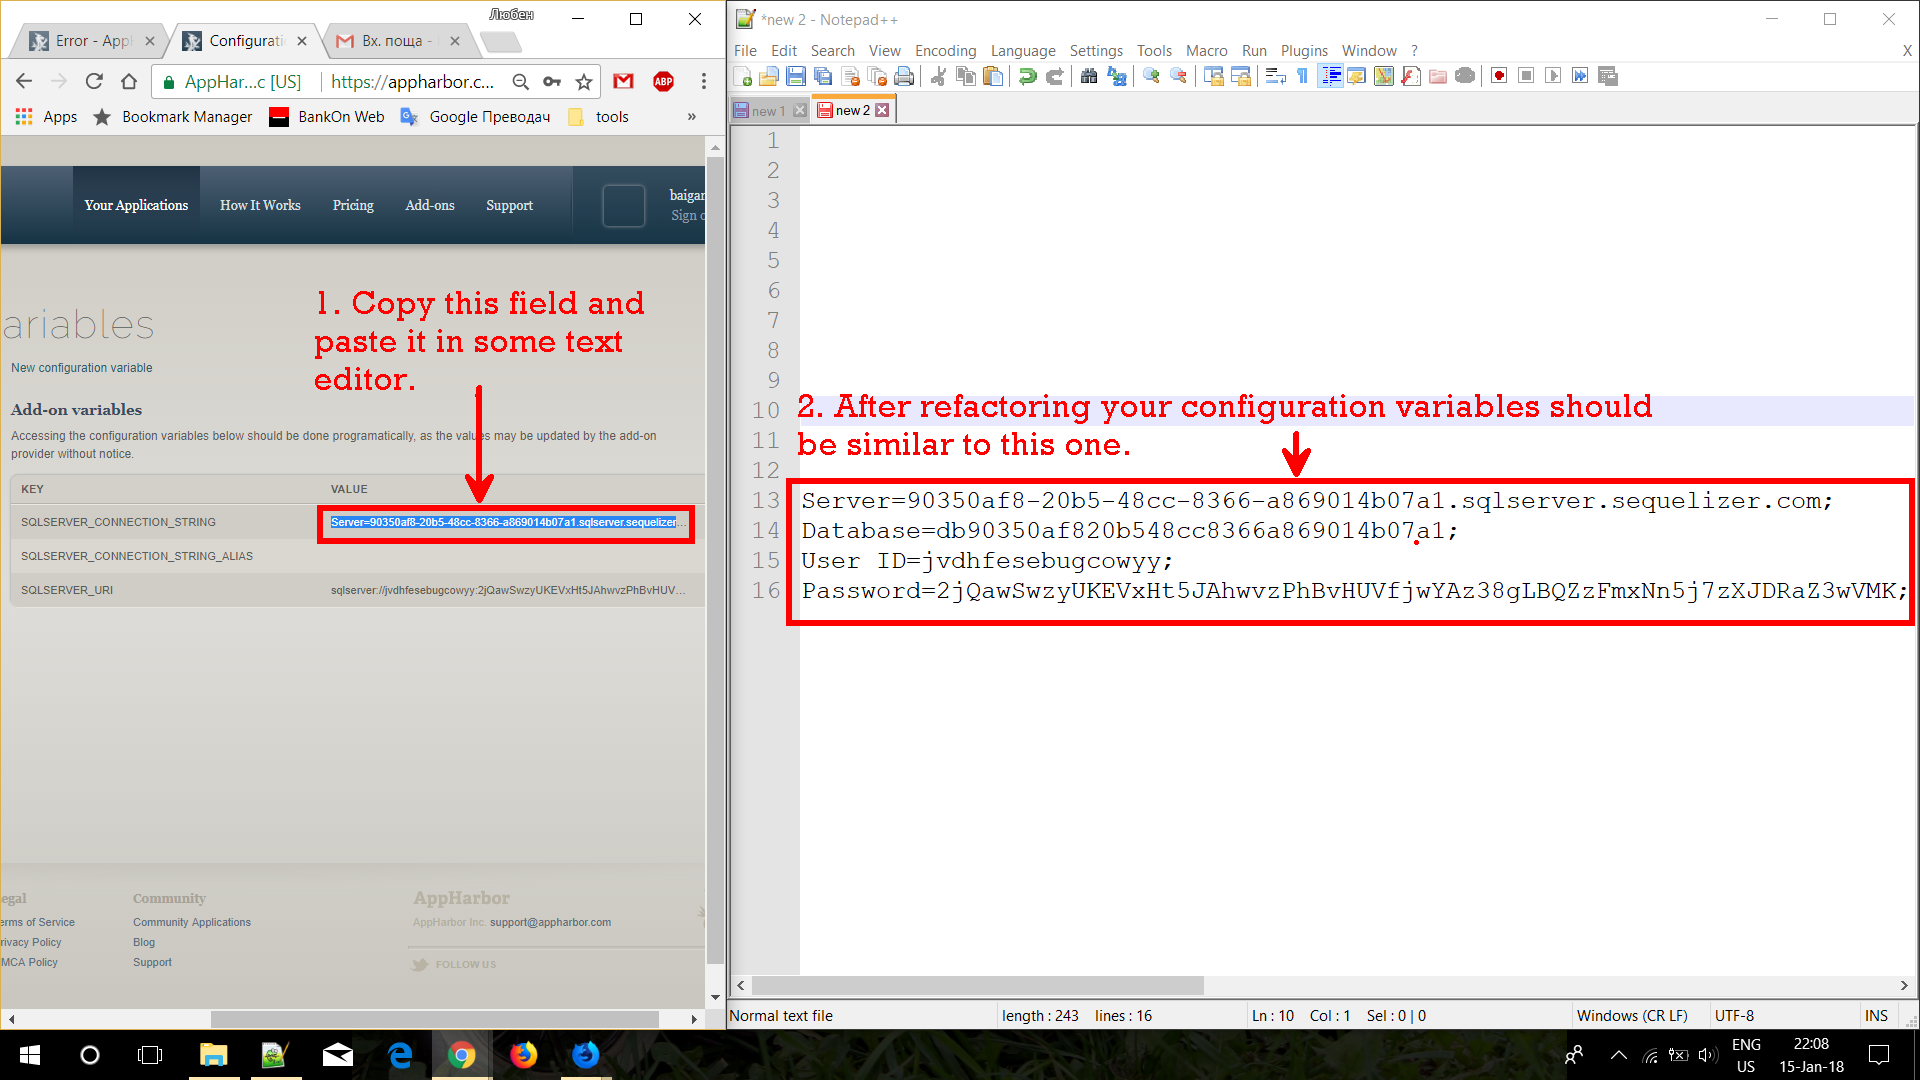 Любен
Error - AppH
Configurati
Вх. поща -
AppHar...c [US]
https://appharbor.c...
Apps
Bookmark Manager
BankOn Web
Google Преводач
tools
»
Your Applications
How It Works
Pricing
Add-ons
Support
baigar
Sign o
ariables
New configuration variable
Add-on variables
Accessing the configuration variables below should be done programatically, as the values may be updated by the add-on
provider without notice.
KEY VALUE
SQLSERVER_CONNECTION_STRING Server=90350af8-20b5-48cc-8366-a869014b07a1.sqlserver.sequelizer...
SQLSERVER_CONNECTION_STRING_ALIAS
SQLSERVER_URI sqlserver://jvdhfesebugcowyy:2jQawSwzyUKEVxHt5JAhwvzPhBvHUV...
1. Copy this field and
paste it in some text
editor.
egal
erms of Service
rivacy Policy
MCA Policy
Community
Community Applications
Blog
Support
AppHarbor
AppHarbor Inc. support@appharbor.com
FOLLOW US
*new 2 - Notepad++
File Edit Search View Encoding Language Settings Tools Macro Run Plugins Window ? X
new 1
new 2
1
2
3
4
5
6
7
8
9
10
11
12
2. After refactoring your configuration variables should
be similar to this one.
13 Server=90350af8-20b5-48cc-8366-a869014b07a1.sqlserver.sequelizer.com;
14 Database=db90350af820b548cc8366a869014b07a1;
15 User ID=jvdhfesebugcowyy;
16 Password=2jQawSwzyUKEVxHt5JAhwvzPhBvHUVfjwYAz38gLBQZzFmxNn5j7zXJDRaZ3wVMK;
Normal text file
length : 243 lines : 16
Ln : 10 Col : 1 Sel : 0 | 0
Windows (CR LF)
UTF-8
INS
ENG
US
22:08
15-Jan-18